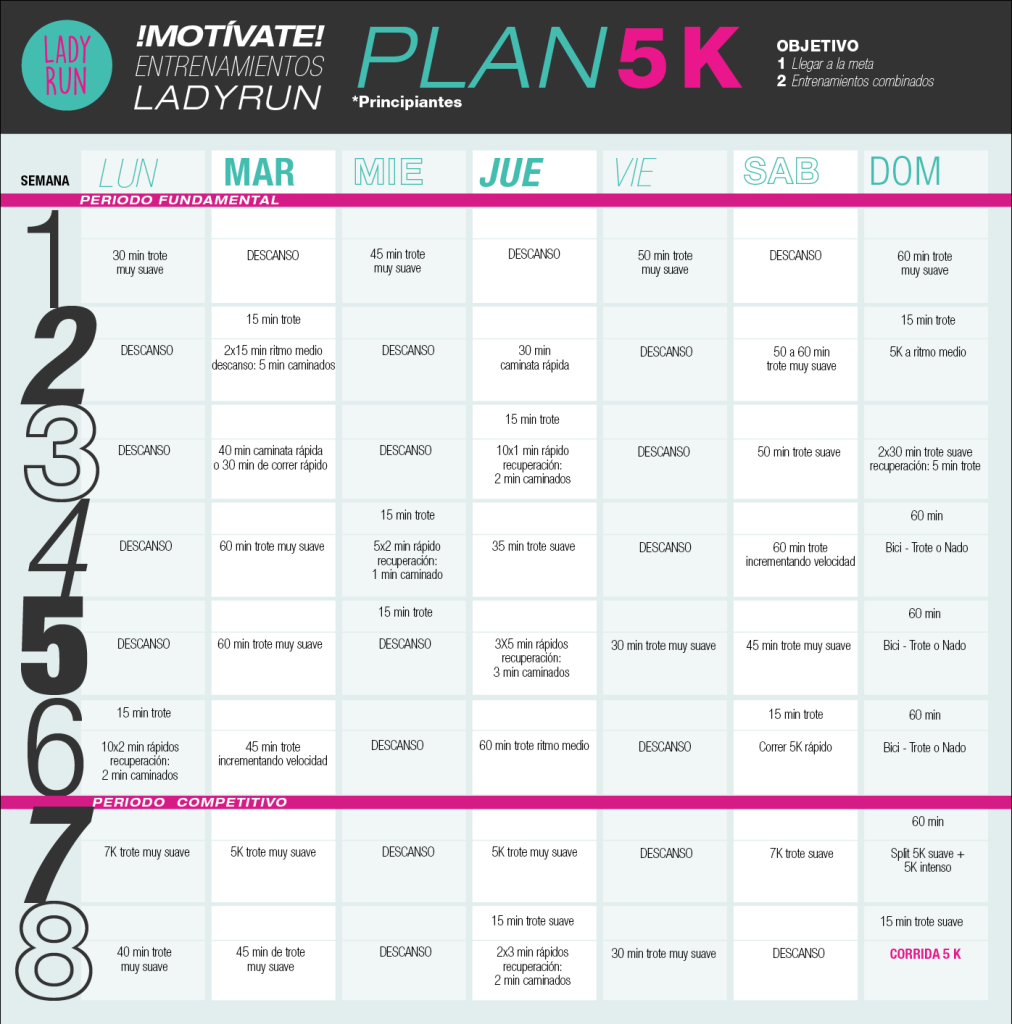 LADY
RUN
!MOTÍVATE!
ENTRENAMIENTOS
LADYRUN
PLAN 5 K
*Principiantes
OBJETIVO
1 Llegar a la meta
2 Entrenamientos combinados
SEMANA LUN MAR MIE JUE VIE SAB DOM
PERIODO FUNDAMENTAL
1
30 min trote
muy suave
DESCANSO
45 min trote
muy suave
DESCANSO
50 min trote
muy suave
DESCANSO
60 min trote
muy suave
2
DESCANSO
15 min trote
2x15 min ritmo medio
descanso: 5 min caminados
DESCANSO
30 min
caminata rápida
DESCANSO
50 a 60 min
trote muy suave
15 min trote
5K a ritmo medio
3
DESCANSO
40 min caminata rápida
o 30 min de correr rápido
DESCANSO
15 min trote
10x1 min rápido
recuperación:
2 min caminados
DESCANSO
50 min trote suave
2x30 min trote suave
recuperación: 5 min trote
4
DESCANSO
60 min trote muy suave
15 min trote
5x2 min rápido
recuperación:
1 min caminado
35 min trote suave
DESCANSO
60 min trote
incrementando velocidad
60 min
Bici - Trote o Nado
5
DESCANSO
60 min trote muy suave
15 min trote
DESCANSO
3X5 min rápidos
recuperación:
3 min caminados
30 min trote muy suave
45 min trote muy suave
60 min
Bici - Trote o Nado
6
15 min trote
10x2 min rápidos
recuperación:
2 min caminados
45 min trote
incrementando velocidad
DESCANSO
60 min trote ritmo medio
DESCANSO
15 min trote
Correr 5K rápido
60 min
Bici - Trote o Nado
PERIODO COMPETITIVO
7
7K trote muy suave
5K trote muy suave
DESCANSO
5K trote muy suave
DESCANSO
7K trote suave
60 min
Split 5K suave +
5K intenso
8
40 min trote
muy suave
45 min de trote
muy suave
DESCANSO
15 min trote suave
2x3 min rápidos
recuperación:
2 min caminados
30 min trote muy suave
DESCANSO
15 min trote suave
CORRIDA 5 K